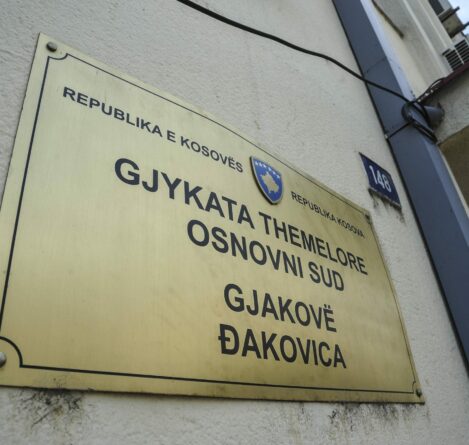 REPUBLIKA E KOSOVËS
REPUBLIKA KOSOVA
GJYKATA THEMELORE
OSNOVNI SUD
GJAKOVË
ĐAKOVICA
148